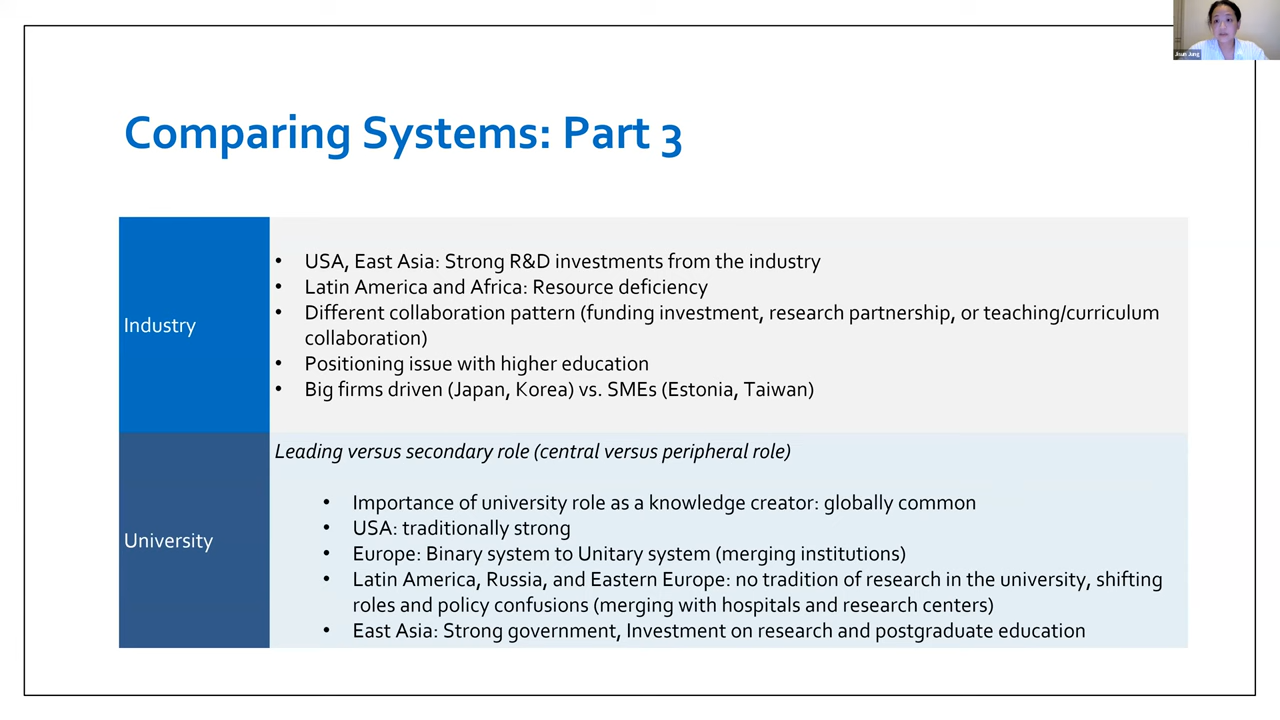 Jisun Jung
Comparing Systems: Part 3
Industry
• USA, East Asia: Strong R&D investments from the industry
• Latin America and Africa: Resource deficiency
• Different collaboration pattern (funding investment, research partnership, or teaching/curriculum
collaboration)
• Positioning issue with higher education
• Big firms driven (Japan, Korea) vs. SMEs (Estonia, Taiwan)
University
Leading versus secondary role (central versus peripheral role)
• Importance of university role as a knowledge creator: globally common
• USA: traditionally strong
• Europe: Binary system to Unitary system (merging institutions)
• Latin America, Russia, and Eastern Europe: no tradition of research in the university, shifting
roles and policy confusions (merging with hospitals and research centers)
• East Asia: Strong government, Investment on research and postgraduate education